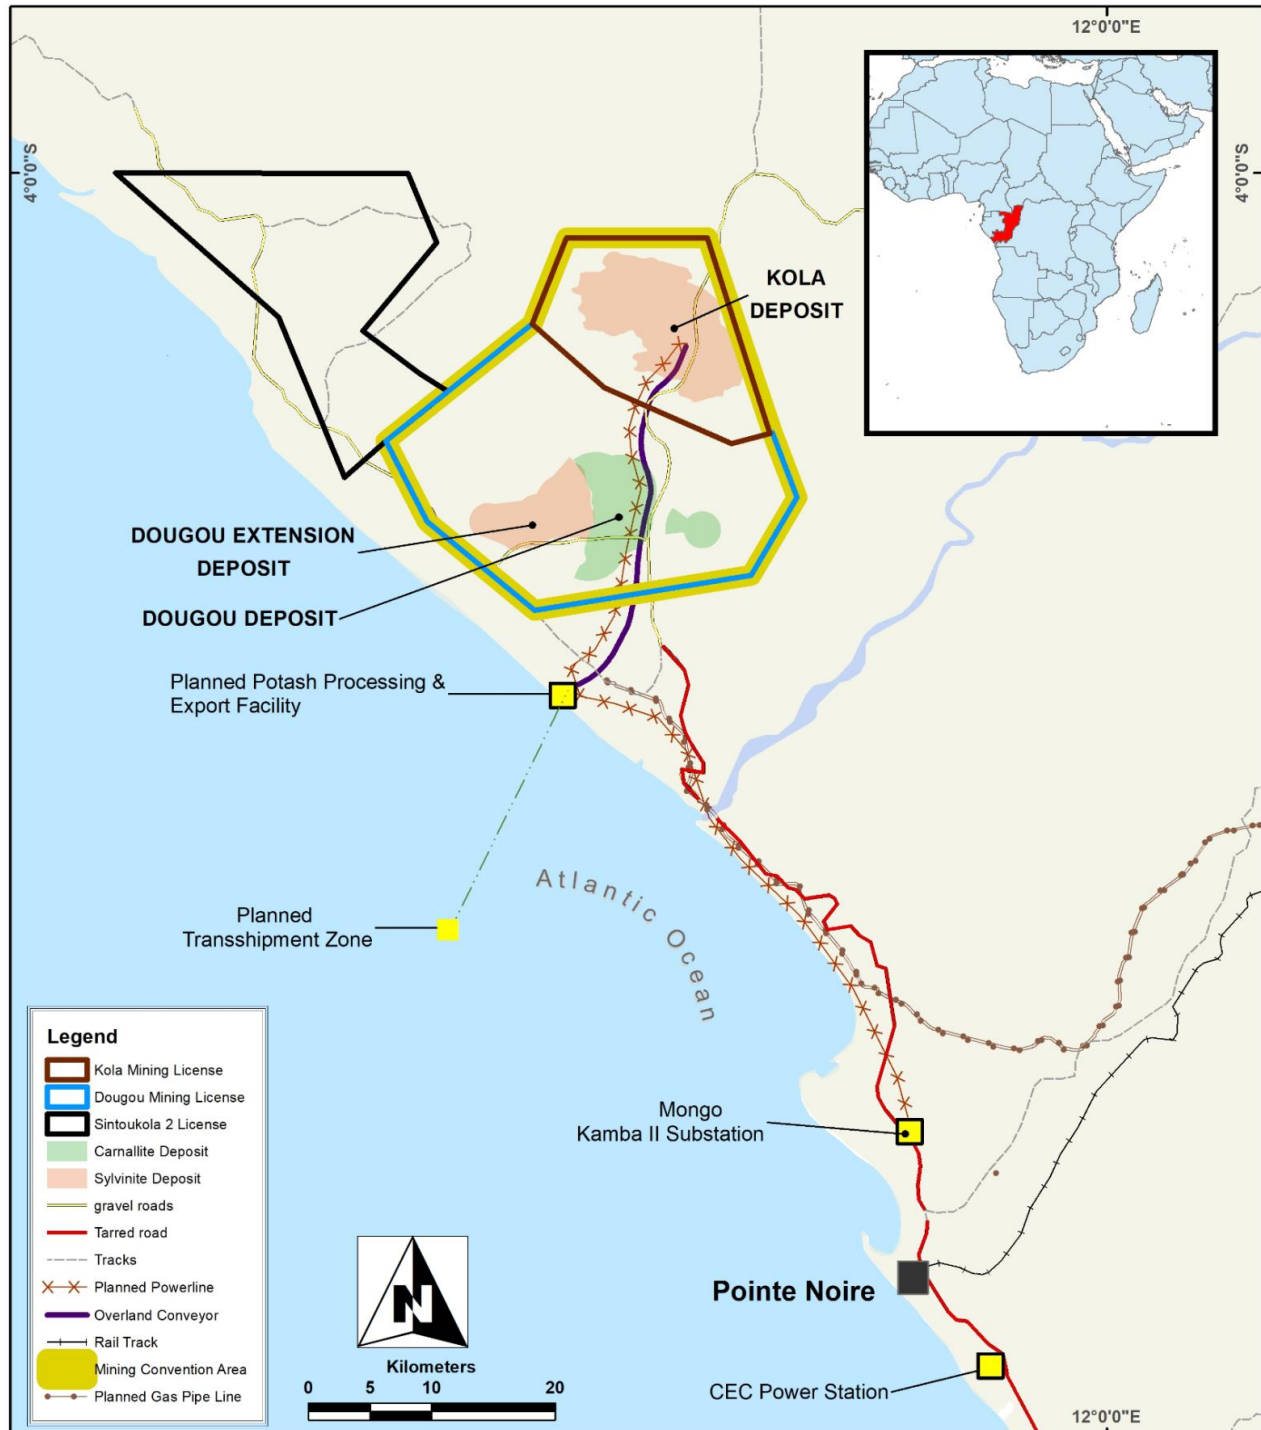 12°0'0"E
4°0'0"S
4°0'0"S
KOLA
DEPOSIT
DOUGOU EXTENSION
DEPOSIT
DOUGOU DEPOSIT
Planned Potash Processing &
Export Facility
Atlantic Ocean
Planned
Transshipment Zone
Mongo
Kamba II Substation
Pointe Noire
CEC Power Station
Legend
Kola Mining License
Dougou Mining License
Sintoukola 2 License
Carnallite Deposit
Sylvinite Deposit
gravel roads
Tarred road
Tracks
Planned Powerline
Overland Conveyor
Rail Track
Mining Convention Area
Planned Gas Pipe Line
N
Kilometers
0 5 10 20
12°0'0"E